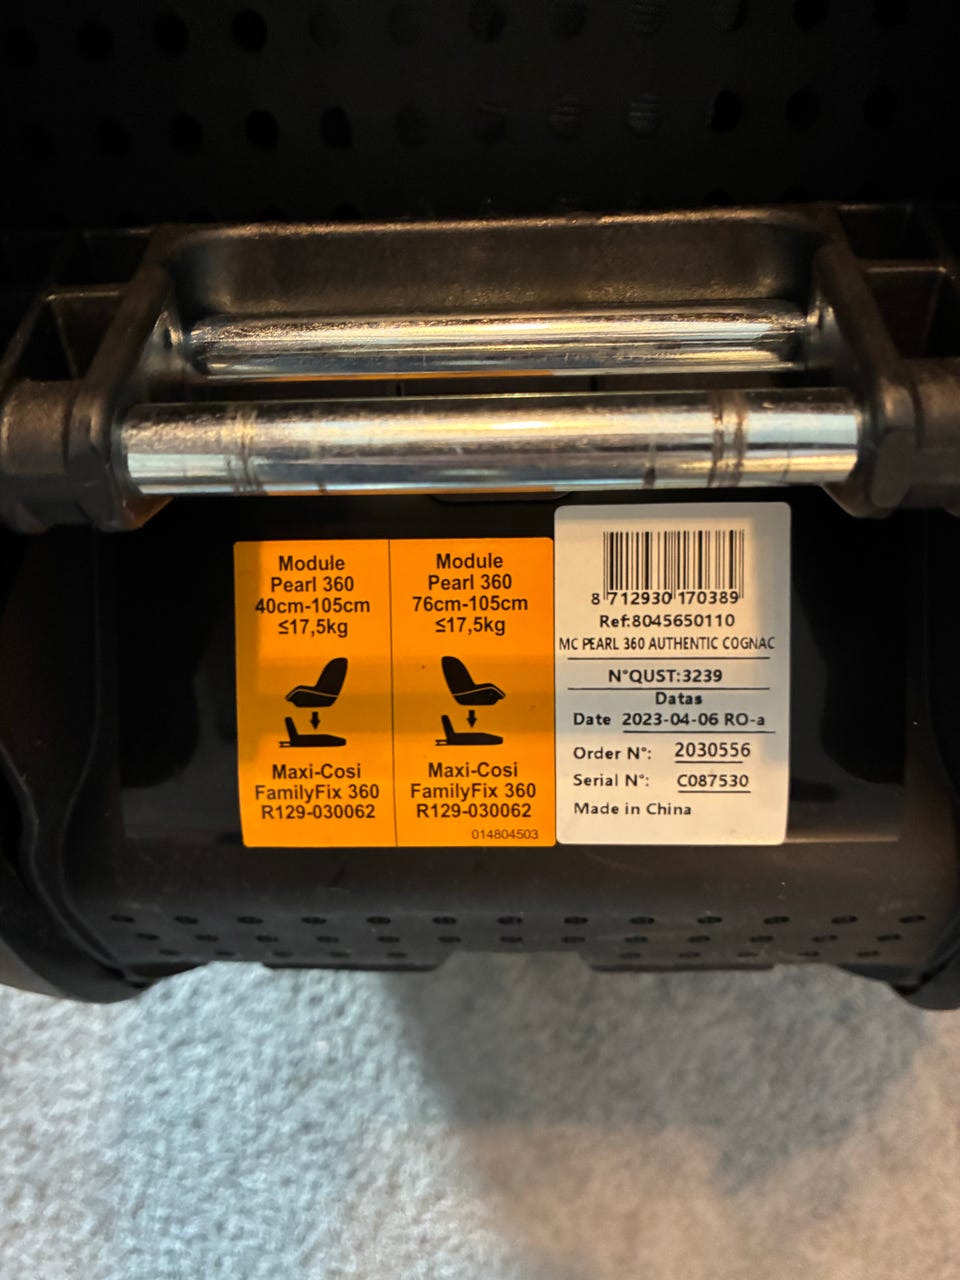 Module
Pearl 360
40cm-105cm
≤17,5kg
Maxi-Cosi
FamilyFix 360
R129-030062
Module
Pearl 360
76cm-105cm
≤17,5kg
Maxi-Cosi
FamilyFix 360
R129-030062
014804503
8 712930 170389
Ref:8045650110
MC PEARL 360 AUTHENTIC COGNAC
N°QUST:3239
Datas
Date 2023-04-06 RO-a
Order N°: 2030556
Serial N°: C087530
Made in China